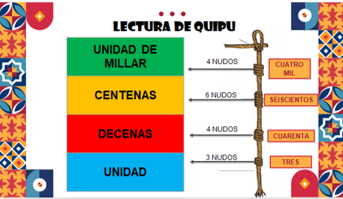 LECTURA DE QUIPU
UNIDAD DE
MILLAR
4 NUDOS
CUATRO
MIL
CENTENAS
6 NUDOS
SEISCIENTOS
DECENAS
4 NUDOS
CUARENTA
UNIDAD
3 NUDOS
TRES